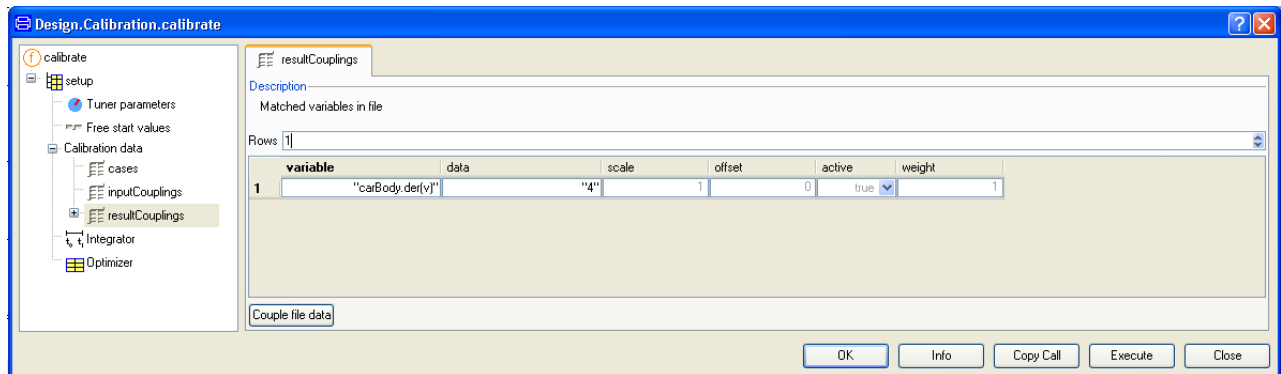 Design.Calibration.calibrate
calibrate
setup
Tuner parameters
Free start values
Calibration data
cases
inputCouplings
resultCouplings
Integrator
Optimizer
resultCouplings
Description
Matched variables in file
Rows 1
variable data scale offset active weight
1 "carBody.der(v)" "4" 1 0 true 1
Couple file data
OK Info Copy Call Execute Close